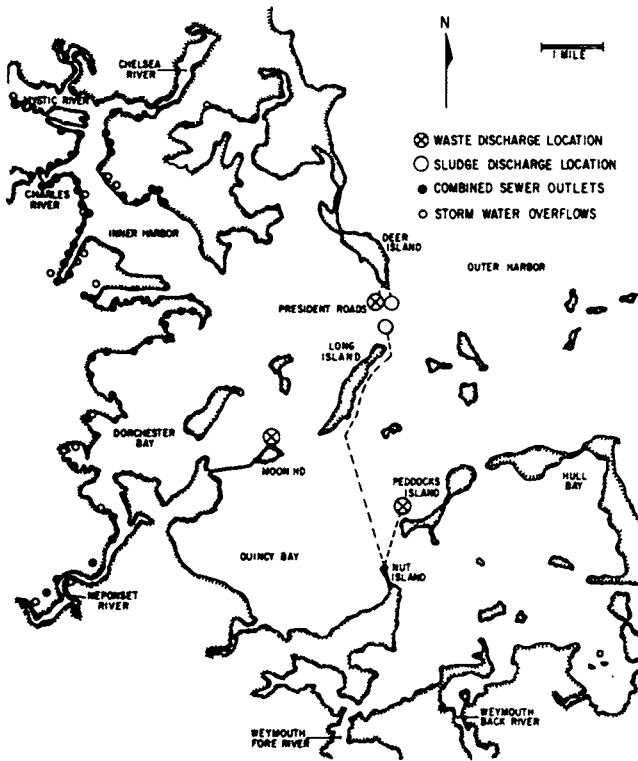 N
1 MILE
CHELSEA
RIVER
MYSTIC RIVER
WASTE DISCHARGE LOCATION
SLUDGE DISCHARGE LOCATION
COMBINED SEWER OUTLETS
STORM WATER OVERFLOWS
CHARLES
RIVER
INNER HARBOR
DEER
ISLAND
OUTER HARBOR
PRESIDENT ROADS
LONG
ISLAND
DORCHESTER
BAY
MOON HD
PEDDOCKS
ISLAND
HULL
BAY
QUINCY BAY
NUT
ISLAND
NEPONSET
RIVER
WEYMOUTH
BACK RIVER
WEYMOUTH
FORE RIVER